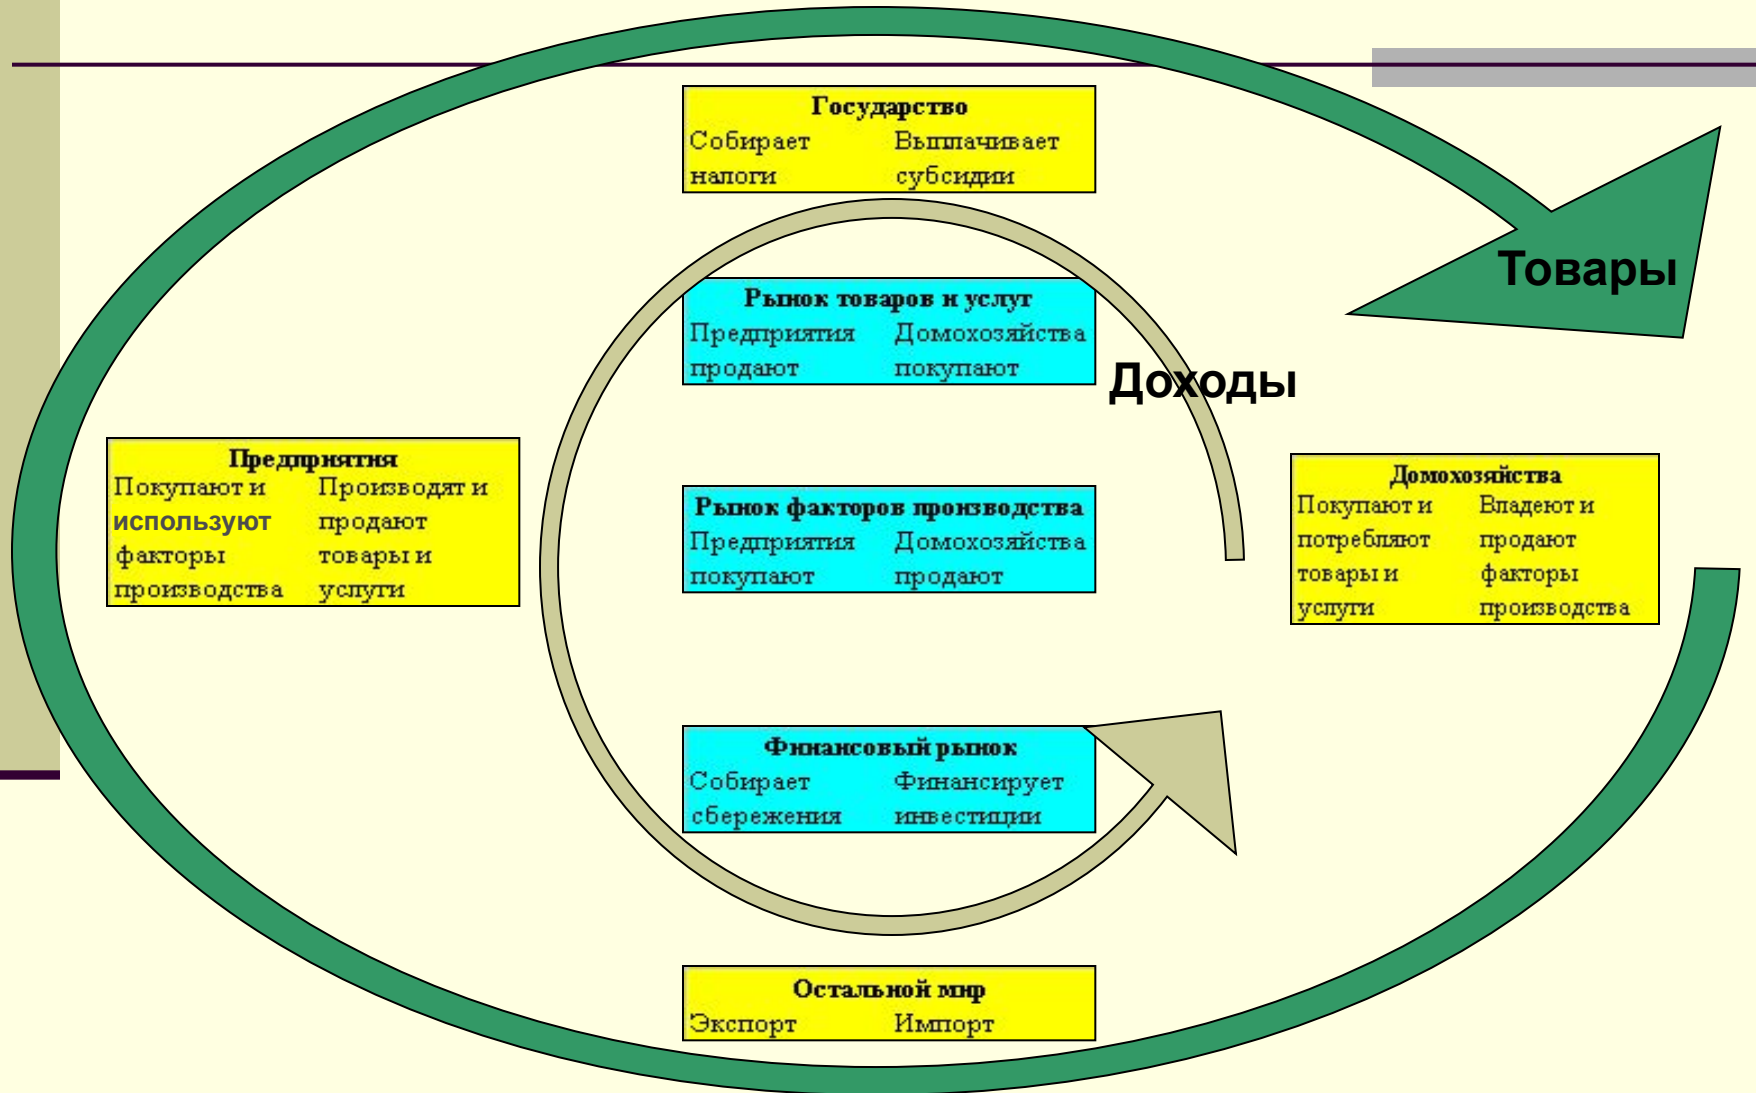 Государство
Собирает Выплачивает
налоги субсидии
Товары
Рынок товаров и услуг
Предприятия Домохозяйства
продают покупают
Доходы
Предприятия
Покупают и Производят и
используют продают
факторы товары и
производства услуги
Рынок факторов производства
Предприятия Домохозяйства
покупают продают
Домохозяйства
Покупают и Владеют и
потребляют продают
товары и факторы
услуги производства
Финансовый рынок
Собирает Финансирует
сбережения инвестиции
Остальной мир
Экспорт Импорт